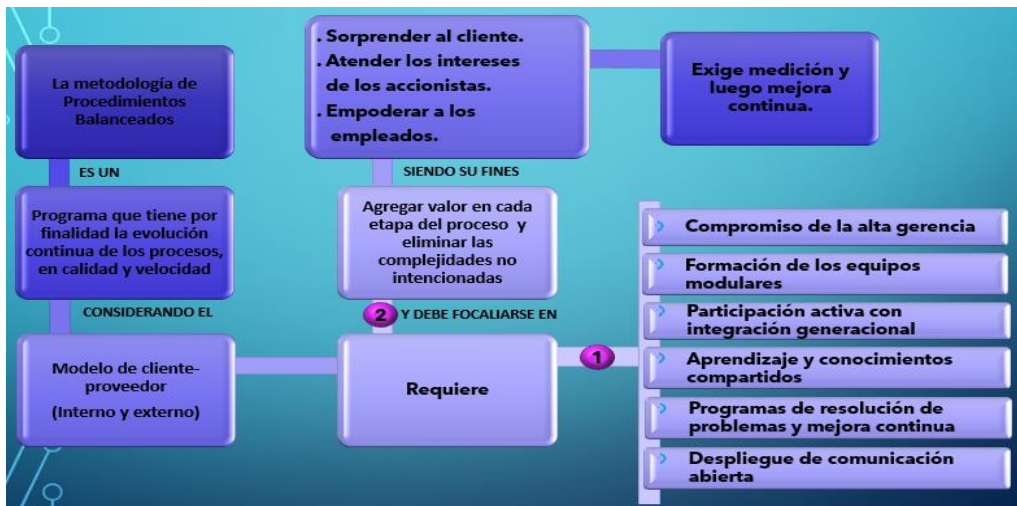 La metodología de
Procedimientos
Balanceados
ES UN
Programa que tiene por
finalidad la evolución
continua de los procesos,
en calidad y velocidad
CONSIDERANDO EL
Modelo de cliente-
proveedor
(Interno y externo)
Requiere
1
Compromiso de la alta gerencia
Formación de los equipos
modulares
Participación activa con
integración generacional
Aprendizaje y conocimientos
compartidos
Programas de resolución de
problemas y mejora continua
Despliegue de comunicación
abierta
2 Y DEBE FOCALIARSE EN
Agregar valor en cada
etapa del proceso y
eliminar las
complejidades no
intencionadas
SIENDO SU FINES
. Sorprender al cliente.
. Atender los intereses
de los accionistas.
. Empoderar a los
empleados.
Exige medición y
luego mejora
continua.